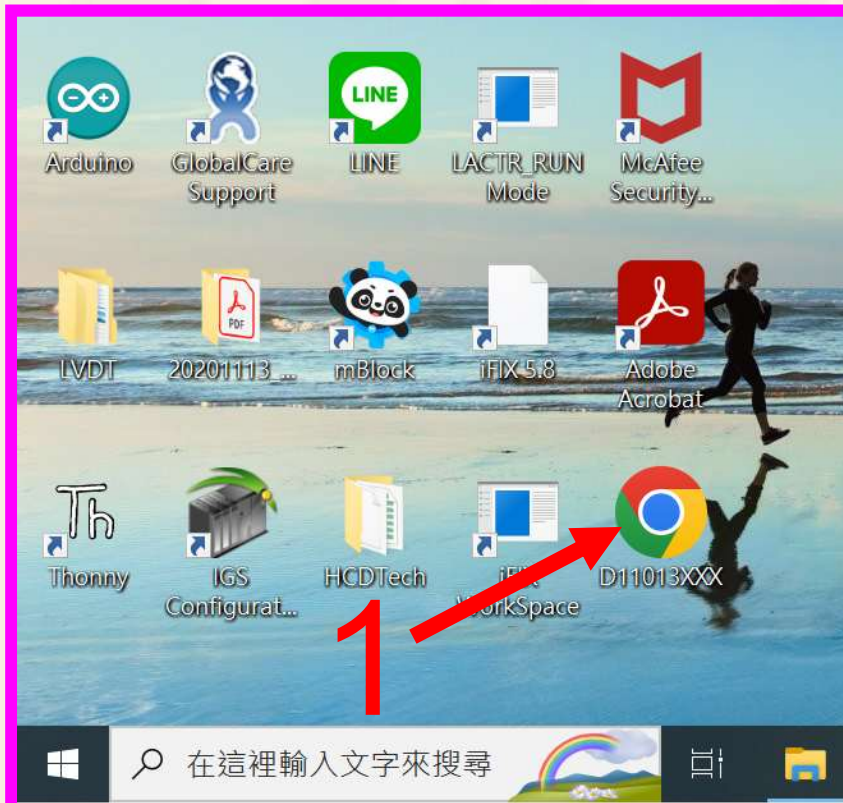 LINE
Arduino
GlobalCare
Support
LINE
LACTR_RUN
Mode
McAfee
Security...
PDF
LVDT
20201113_...
mBlock
iFIX 5.8
Adobe
Acrobat
Th
Thonny
IGS
Configurat...
HCDTech
iFIX
WorkSpace
D11013XXX
1
在這裡輸入文字來搜尋